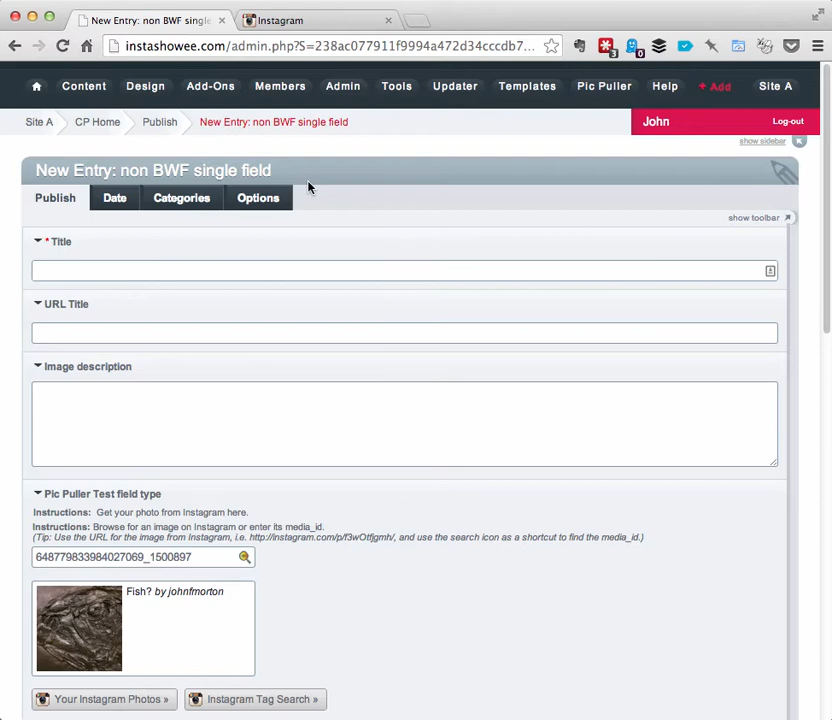 New Entry: non BWF single
Instagram
instashowee.com/admin.php?S=238ac077911f9994a472d34cccdb7...
3
0
Content Design Add-Ons Members Admin Tools Updater Templates Pic Puller Help + Add Site A
Site A CP Home Publish New Entry: non BWF single field John Log-out
show sidebar
New Entry: non BWF single field
Publish Date Categories Options
show toolbar
* Title
URL Title
Image description
Pic Puller Test field type
Instructions: Get your photo from Instagram here.
Instructions: Browse for an image on Instagram or enter its media_id.
(Tip: Use the URL for the image from Instagram, i.e. http://instagram.com/p/f3wOtfjgmh/, and use the search icon as a shortcut to find the media_id.)
648779833984027069_1500897
Fish? by johnfmorton
Your Instagram Photos » Instagram Tag Search »